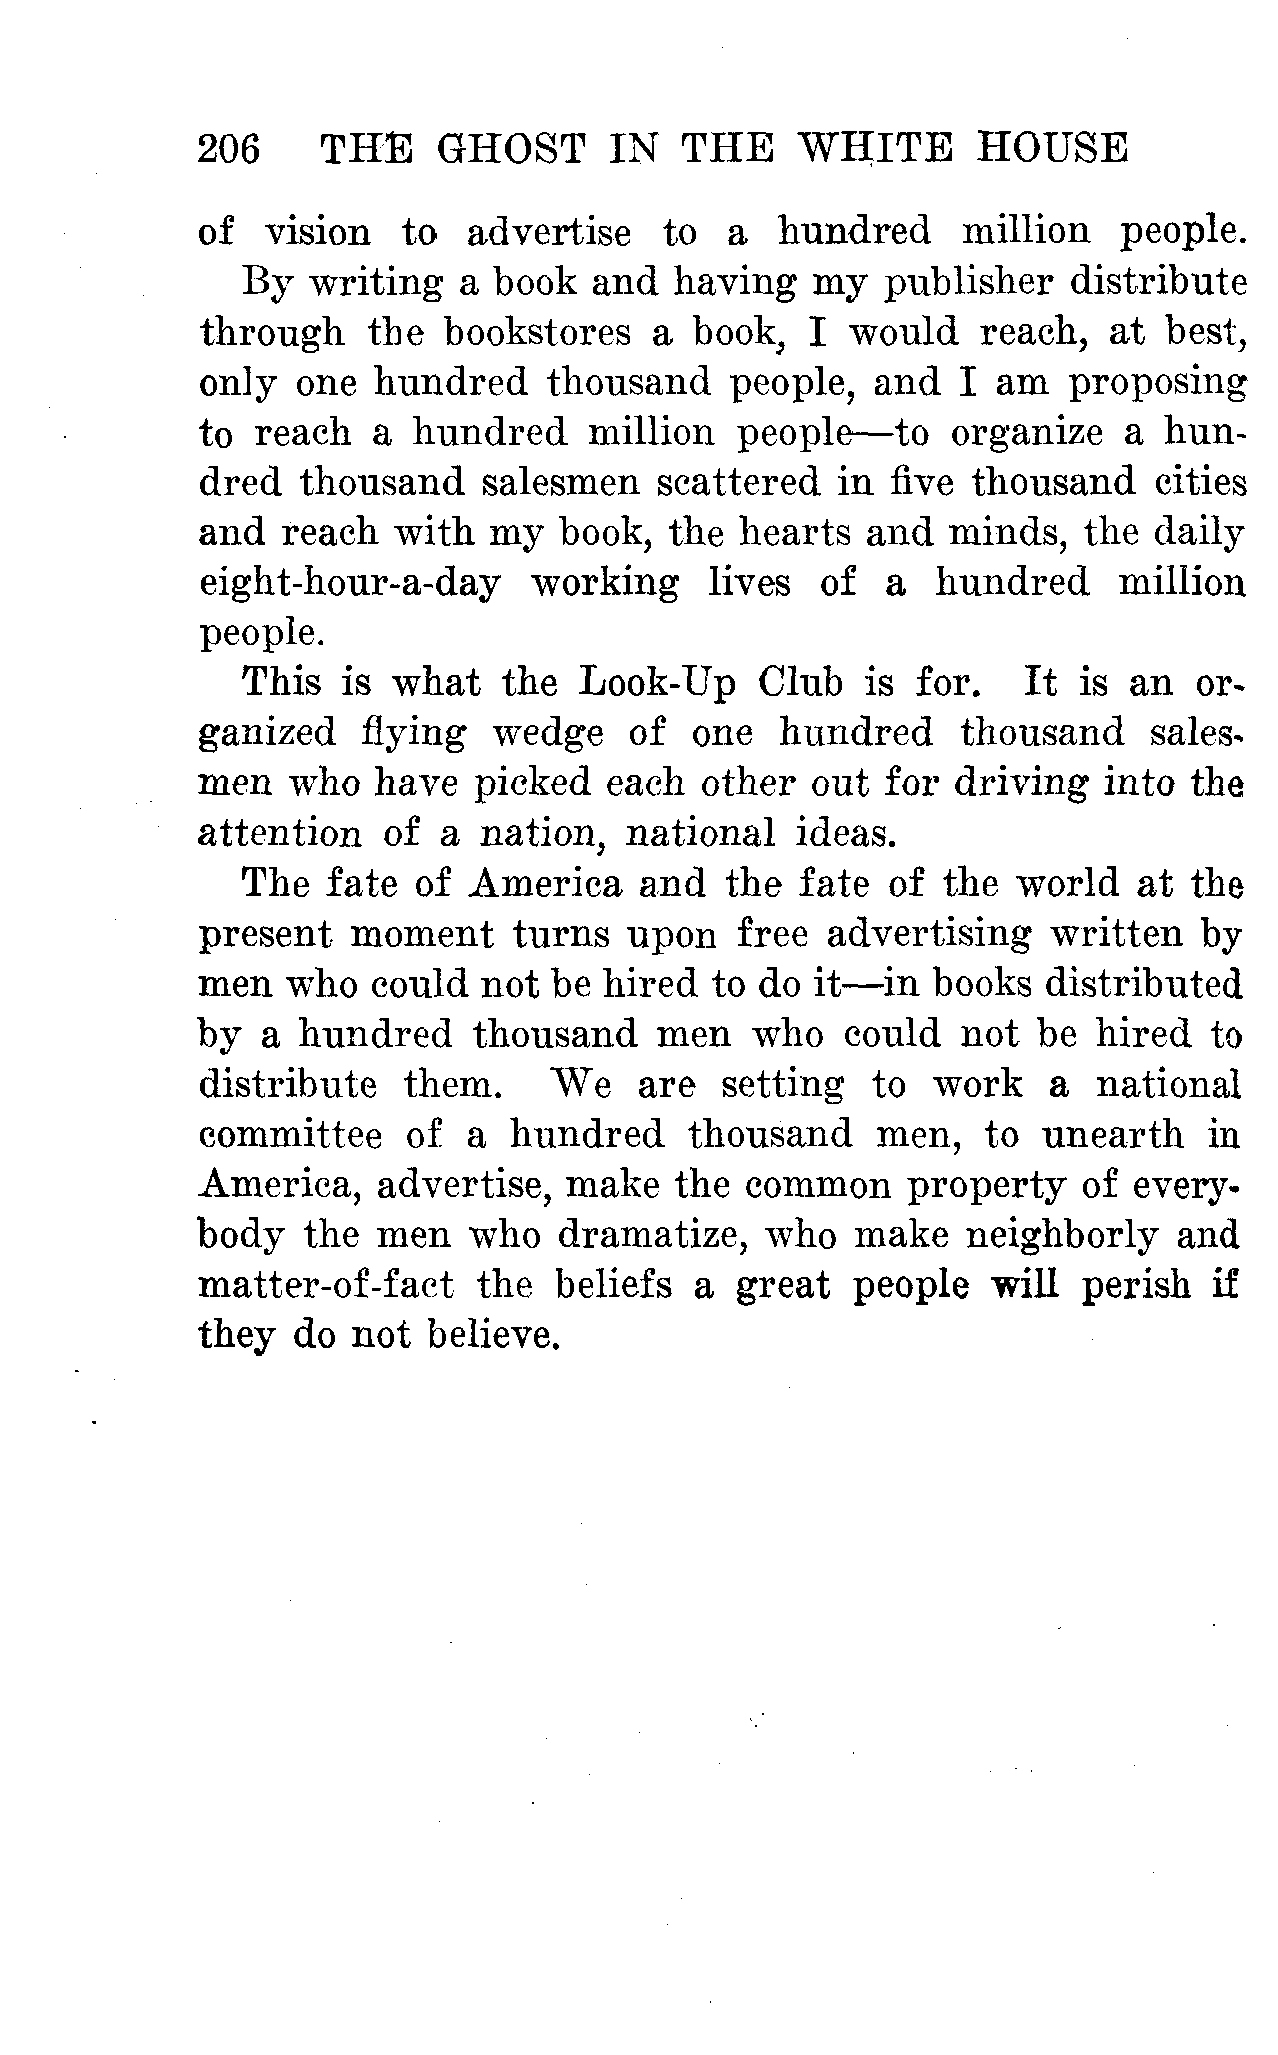 206 THE GHOST IN THE WHITE HOUSE
of vision to advertise to a hundred million people.
By writing a book and having my publisher distribute
through the bookstores a book, I would reach, at best,
only one hundred thousand people, and I am proposing
to reach a hundred million people—to organize a hun-
dred thousand salesmen scattered in five thousand cities
and reach with my book, the hearts and minds, the daily
eight-hour-a-day working lives of a hundred million
people.
This is what the Look-Up Club is for. It is an or-
ganized flying wedge of one hundred thousand sales-
men who have picked each other out for driving into the
attention of a nation, national ideas.
The fate of America and the fate of the world at the
present moment turns upon free advertising written by
men who could not be hired to do it—in books distributed
by a hundred thousand men who could not be hired to
distribute them. We are setting to work a national
committee of a hundred thousand men, to unearth in
America, advertise, make the common property of every-
body the men who dramatize, who make neighborly and
matter-of-fact the beliefs a great people will perish if
they do not believe.